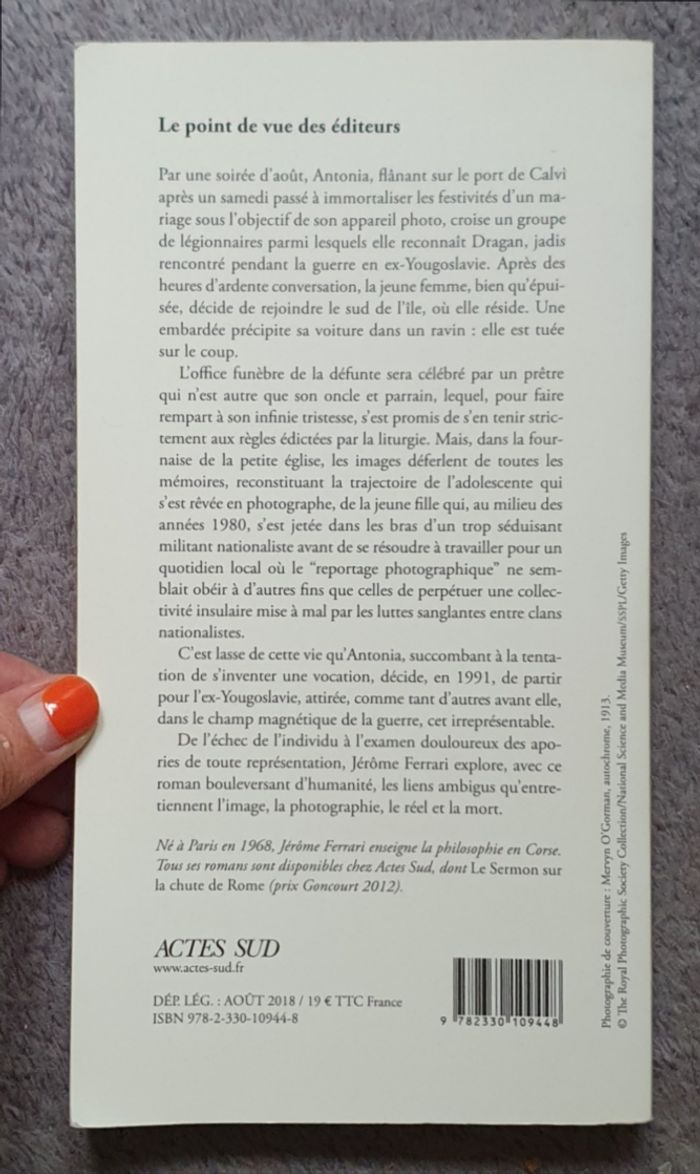 Le point de vue des éditeurs
Par une soirée d'août, Antonia, flânant sur le port de Calvi
après un samedi passé à immortaliser les festivités d'un ma-
riage sous l'objectif de son appareil photo, croise un groupe
de légionnaires parmi lesquels elle reconnaît Dragan, jadis
rencontré pendant la guerre en ex-Yougoslavie. Après des
heures d'ardente conversation, la jeune femme, bien qu'épui-
sée, décide de rejoindre le sud de l'île, où elle réside. Une
embardée précipite sa voiture dans un ravin : elle est tuée
sur le coup.
L'office funèbre de la défunte sera célébré par un prêtre
qui n'est autre que son oncle et parrain, lequel, pour faire
rempart à son infinie tristesse, s'est promis de s'en tenir stric-
tement aux règles édictées par la liturgie. Mais, dans la four-
naise de la petite église, les images déferlent de toutes les
mémoires, reconstituant la trajectoire de l'adolescente qui
s'est rêvée en photographe, de la jeune fille qui, au milieu des
années 1980, s'est jetée dans les bras d'un trop séduisant
militant nationaliste avant de se résoudre à travailler pour un
quotidien local où le “reportage photographique” ne sem-
blait obéir à d'autres fins que celles de perpétuer une collec-
tivité insulaire mise à mal par les luttes sanglantes entre clans
nationalistes.
C'est lasse de cette vie qu'Antonia, succombant à la tenta-
tion de s'inventer une vocation, décide, en 1991, de partir
pour l'ex-Yougoslavie, attirée, comme tant d'autres avant elle,
dans le champ magnétique de la guerre, cet irreprésentable.
De l'échec de l'individu à l'examen douloureux des apo-
ries de toute représentation, Jérôme Ferrari explore, avec ce
roman bouleversant d'humanité, les liens ambigus qu'entre-
tiennent l'image, la photographie, le réel et la mort.
Né à Paris en 1968, Jérôme Ferrari enseigne la philosophie en Corse.
Tous ses romans sont disponibles chez Actes Sud, dont Le Sermon sur
la chute de Rome (prix Goncourt 2012).
ACTES SUD
www.actes-sud.fr
DÉP. LÉG. : AOÛT 2018 / 19 € TTC France
ISBN 978-2-330-10944-8
9 782330 109448
Photographie de couverture : Mervyn O'Gorman, autochrome, 1913.
© The Royal Photographic Society Collection/National Science and Media Museum/SSPL/Getty Images